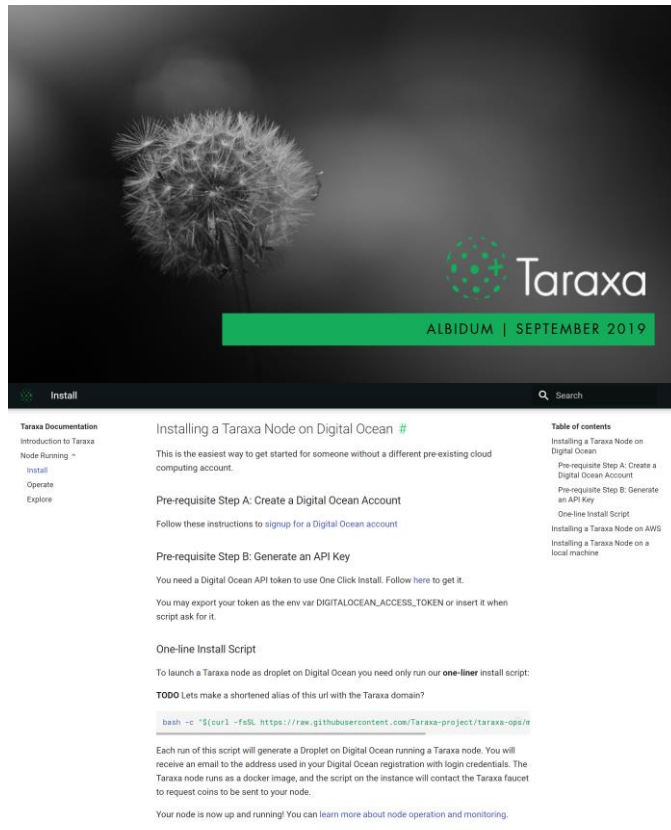 Taraxa
ALBIDUM | SEPTEMBER 2019
Install
Search
Taraxa Documentation
Introduction to Taraxa
Node Running
Install
Operate
Explore
Installing a Taraxa Node on Digital Ocean #
This is the easiest way to get started for someone without a different pre-existing cloud
computing account.
Pre-requisite Step A: Create a Digital Ocean Account
Follow these instructions to signup for a Digital Ocean account
Pre-requisite Step B: Generate an API Key
You need a Digital Ocean API token to use One Click Install. Follow here to get it.
You may export your token as the env var DIGITALOCEAN_ACCESS_TOKEN or insert it when
script ask for it.
One-line Install Script
To launch a Taraxa node as droplet on Digital Ocean you need only run our one-liner install script:
TODO Lets make a shortened alias of this url with the Taraxa domain?
bash -c "$(curl -fsSL https://raw.githubusercontent.com/Taraxa-project/taraxa-ops/m
Each run of this script will generate a Droplet on Digital Ocean running a Taraxa node. You will
receive an email to the address used in your Digital Ocean registration with login credentials. The
Taraxa node runs as a docker image, and the script on the instance will contact the Taraxa faucet
to request coins to be sent to your node.
Your node is now up and running! You can learn more about node operation and monitoring.
Table of contents
Installing a Taraxa Node on
Digital Ocean
Pre-requisite Step A: Create a
Digital Ocean Account
Pre-requisite Step B: Generate
an API Key
One-line Install Script
Installing a Taraxa Node on AWS
Installing a Taraxa Node on a
local machine